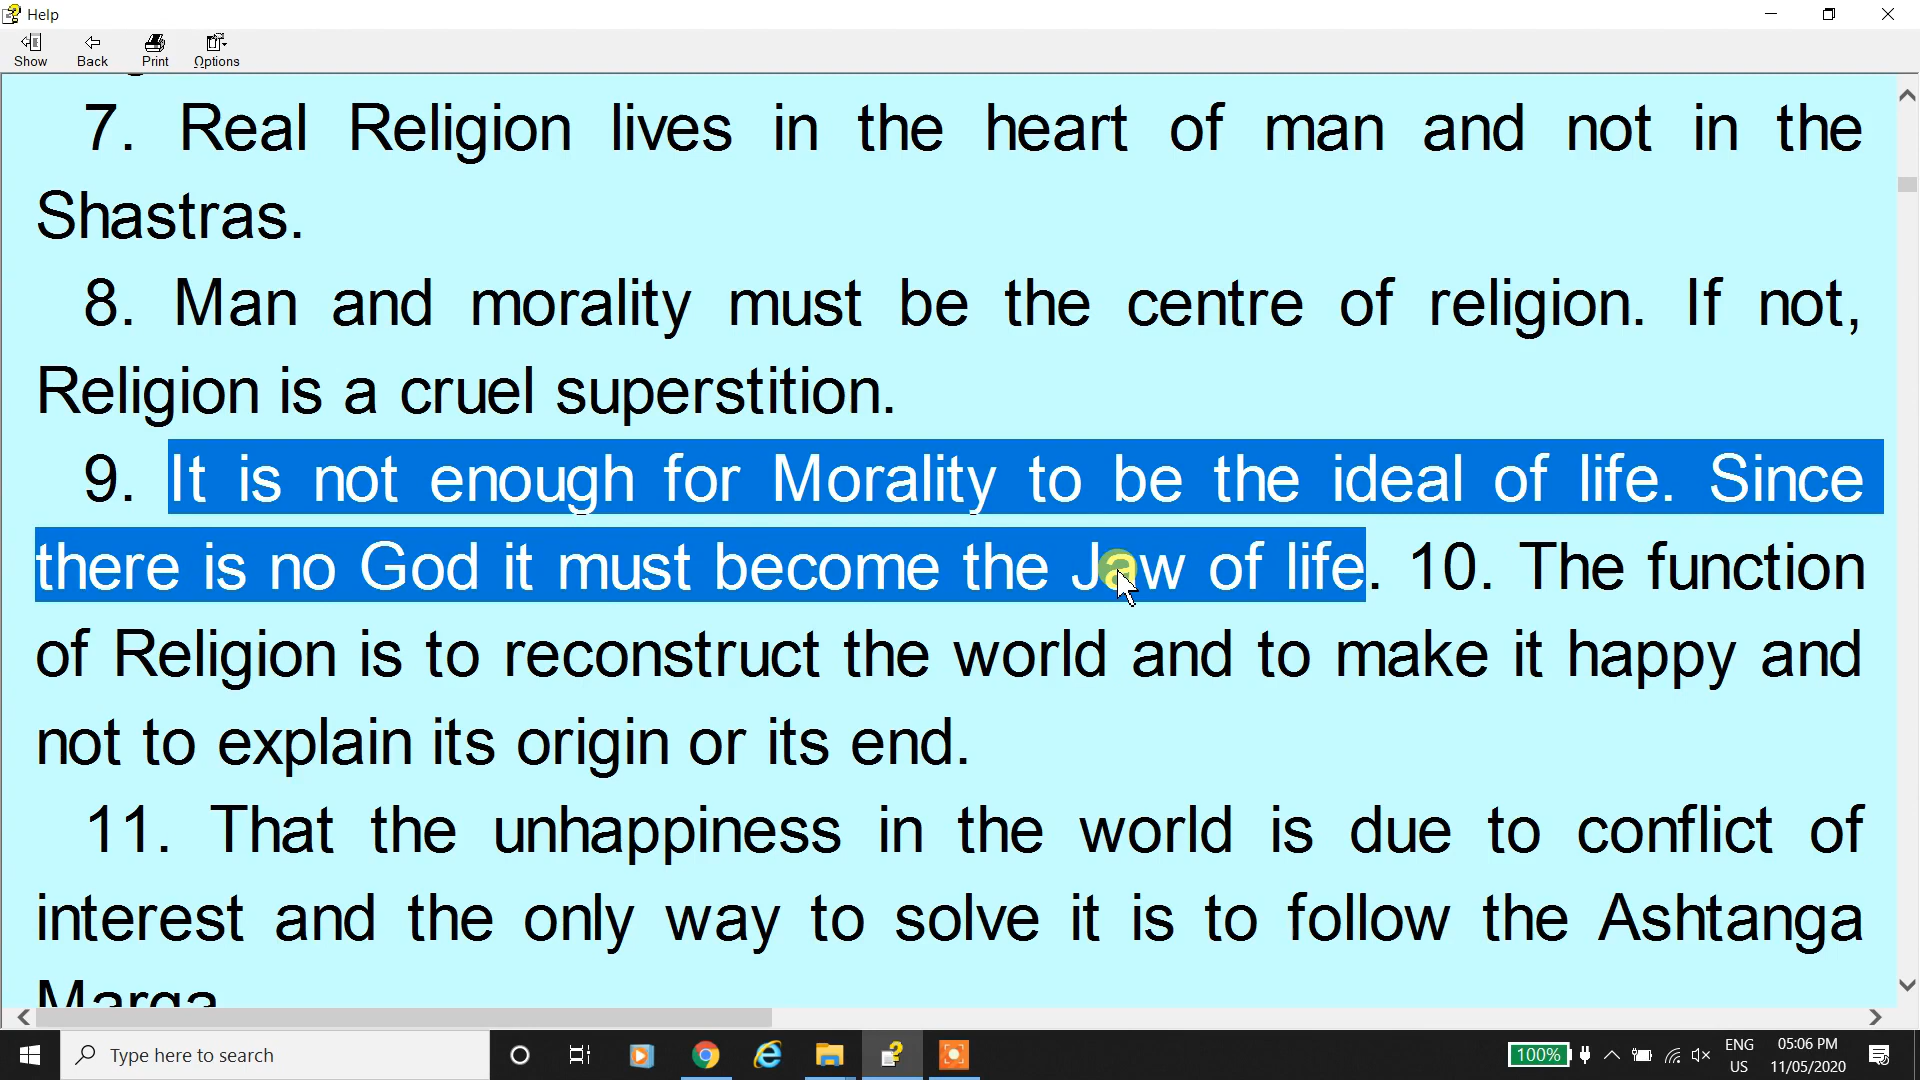 Help
Show Back Print Options
7. Real Religion lives in the heart of man and not in the
Shastras.
8. Man and morality must be the centre of religion. If not,
Religion is a cruel superstition.
9. It is not enough for Morality to be the ideal of life. Since
there is no God it must become the Jaw of life. 10. The function
of Religion is to reconstruct the world and to make it happy and
not to explain its origin or its end.
11. That the unhappiness in the world is due to conflict of
interest and the only way to solve it is to follow the Ashtanga
Marga
Type here to search
100%
ENG
US
05:06 PM
11/05/2020